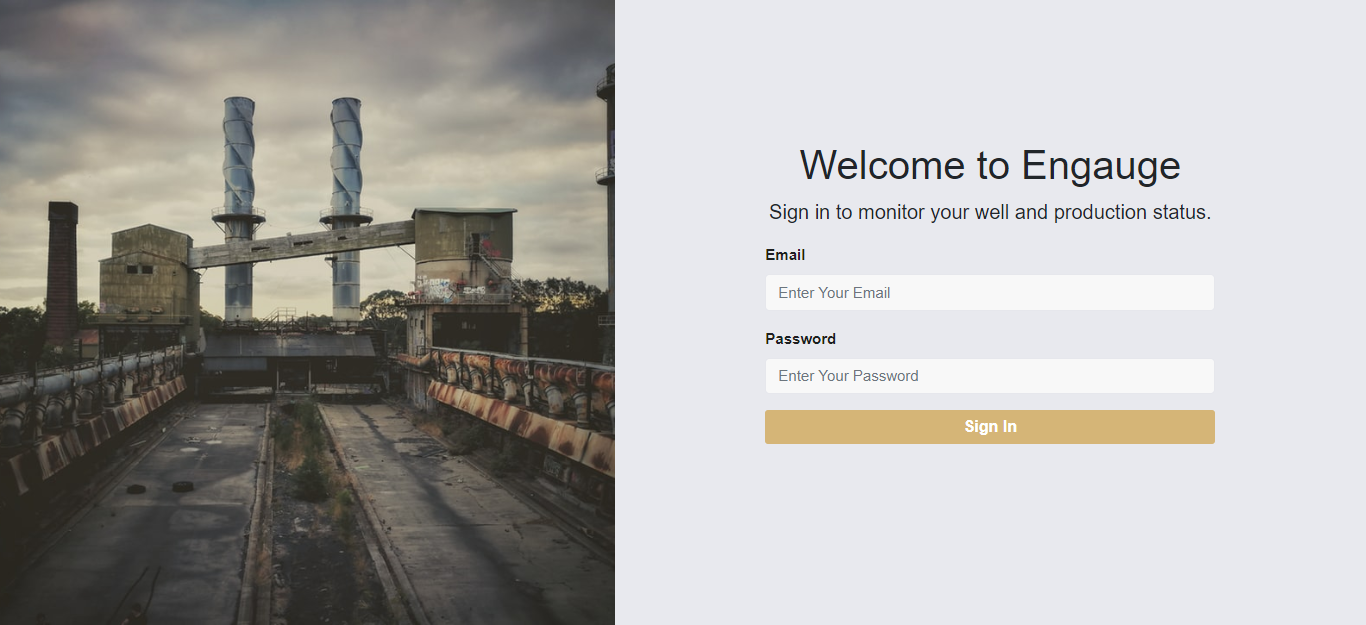 Welcome to Engauge
Sign in to monitor your well and production status.
Email
Enter Your Email
Password
Enter Your Password
Sign In